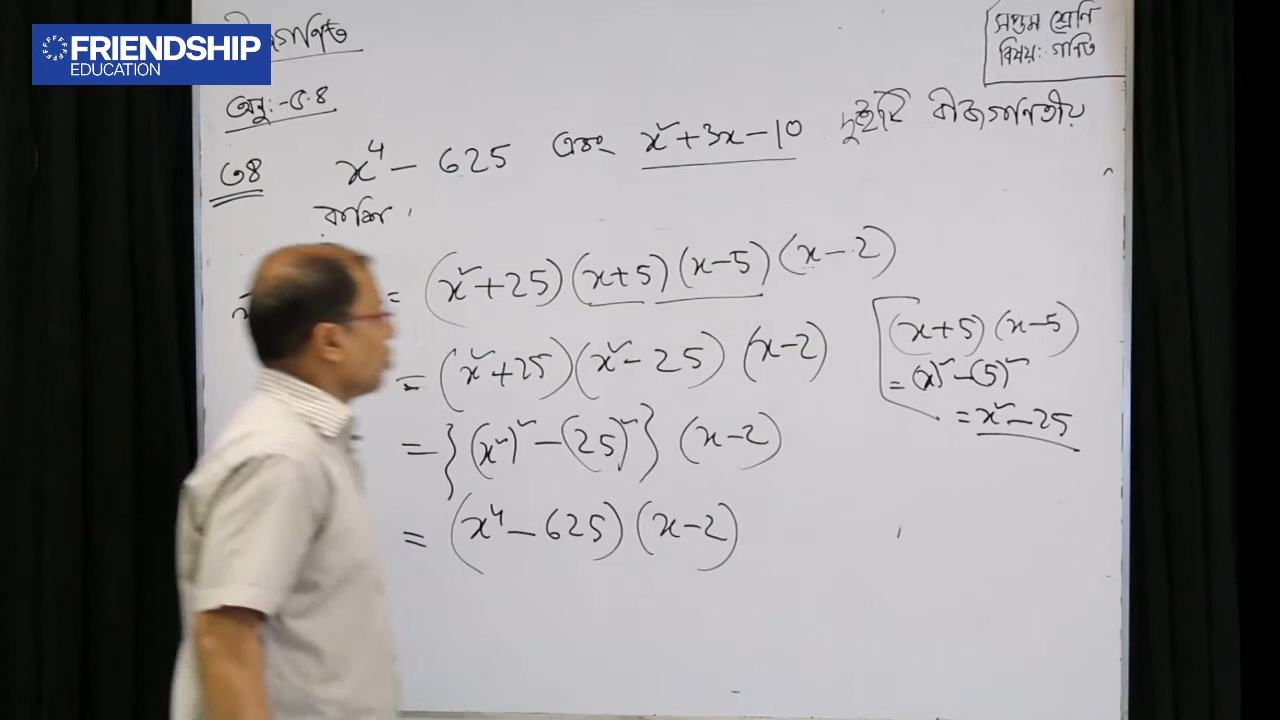 FRIENDSHIP
EDUCATION
সপ্তম শ্রেণি
বিষয়: গণিত
অনু:-৫.৪
৩৪ x⁴ - 625 এবং x² + 3x - 10 দুইটি বীজগণিতীয়
রাশি।
= (x² + 25) (x + 5) (x - 5) (x - 2)
= (x² + 25) (x² - 25) (x - 2)
= {(x²)² - (25)²} (x - 2)
= (x⁴ - 625) (x - 2)
(x + 5) (x - 5)
= (x)² - (5)²
= x² - 25